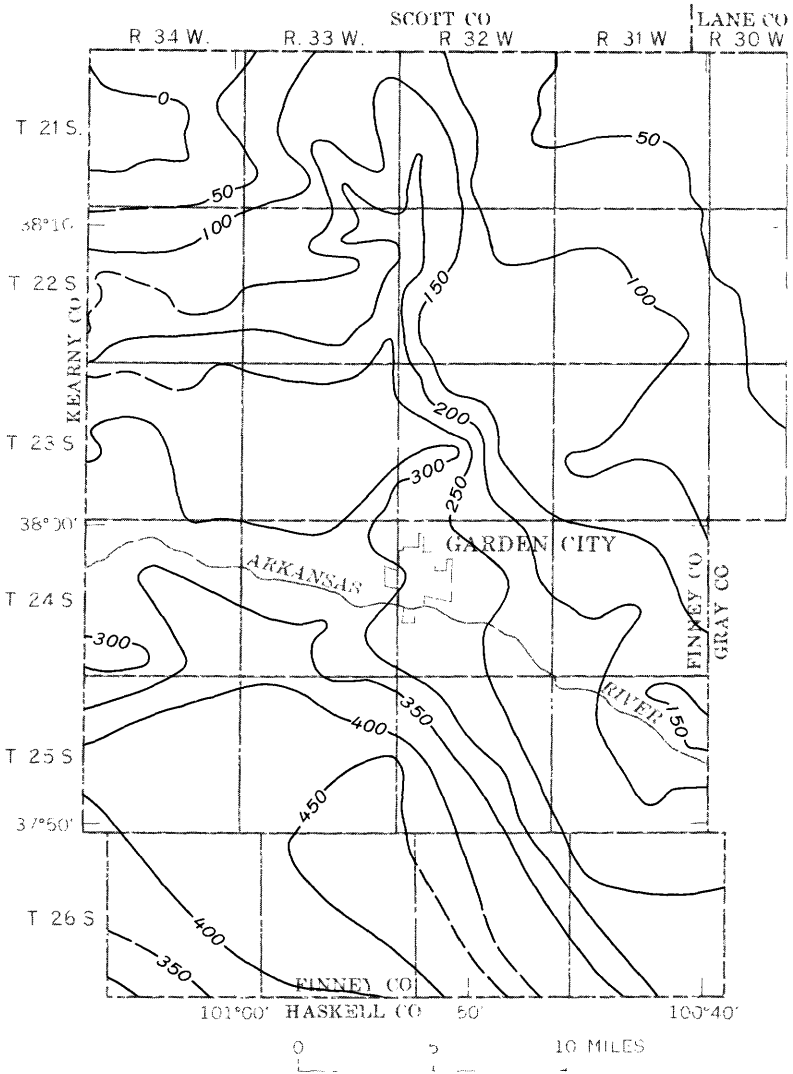 SCOTT CO
LANE CO
R 34 W.
R. 33 W.
R 32 W
R 31 W
R 30 W
T 21 S.
0
50
50
38°10'
100
T 22 S
150
100
KEARNY CO
200
T 23 S
300
250
38°00'
GARDEN CITY
ARKANSAS
FINNEY CO
GRAY CO
T 24 S
300
RIVER
150
350
400
T 25 S
450
37°50'
T 26 S
400
350
FINNEY CO
101°00'
HASKELL CO
50'
100°40'
0
5
10 MILES